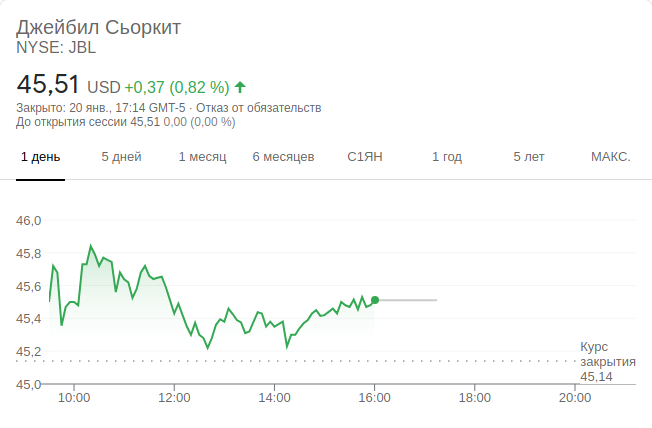 Джейбил Сьоркит
NYSE: JBL
45,51 USD +0,37 (0,82 %)
Закрыто: 20 янв., 17:14 GMT-5 · Отказ от обязательств
До открытия сессии 45,51 0,00 (0,00 %)
1 день 5 дней 1 месяц 6 месяцев С1ЯН 1 год 5 лет МАКС.
46,0
45,8
45,6
45,4
45,2
Курс
закрытия
45,14
45,0
10:00 12:00 14:00 16:00 18:00 20:00